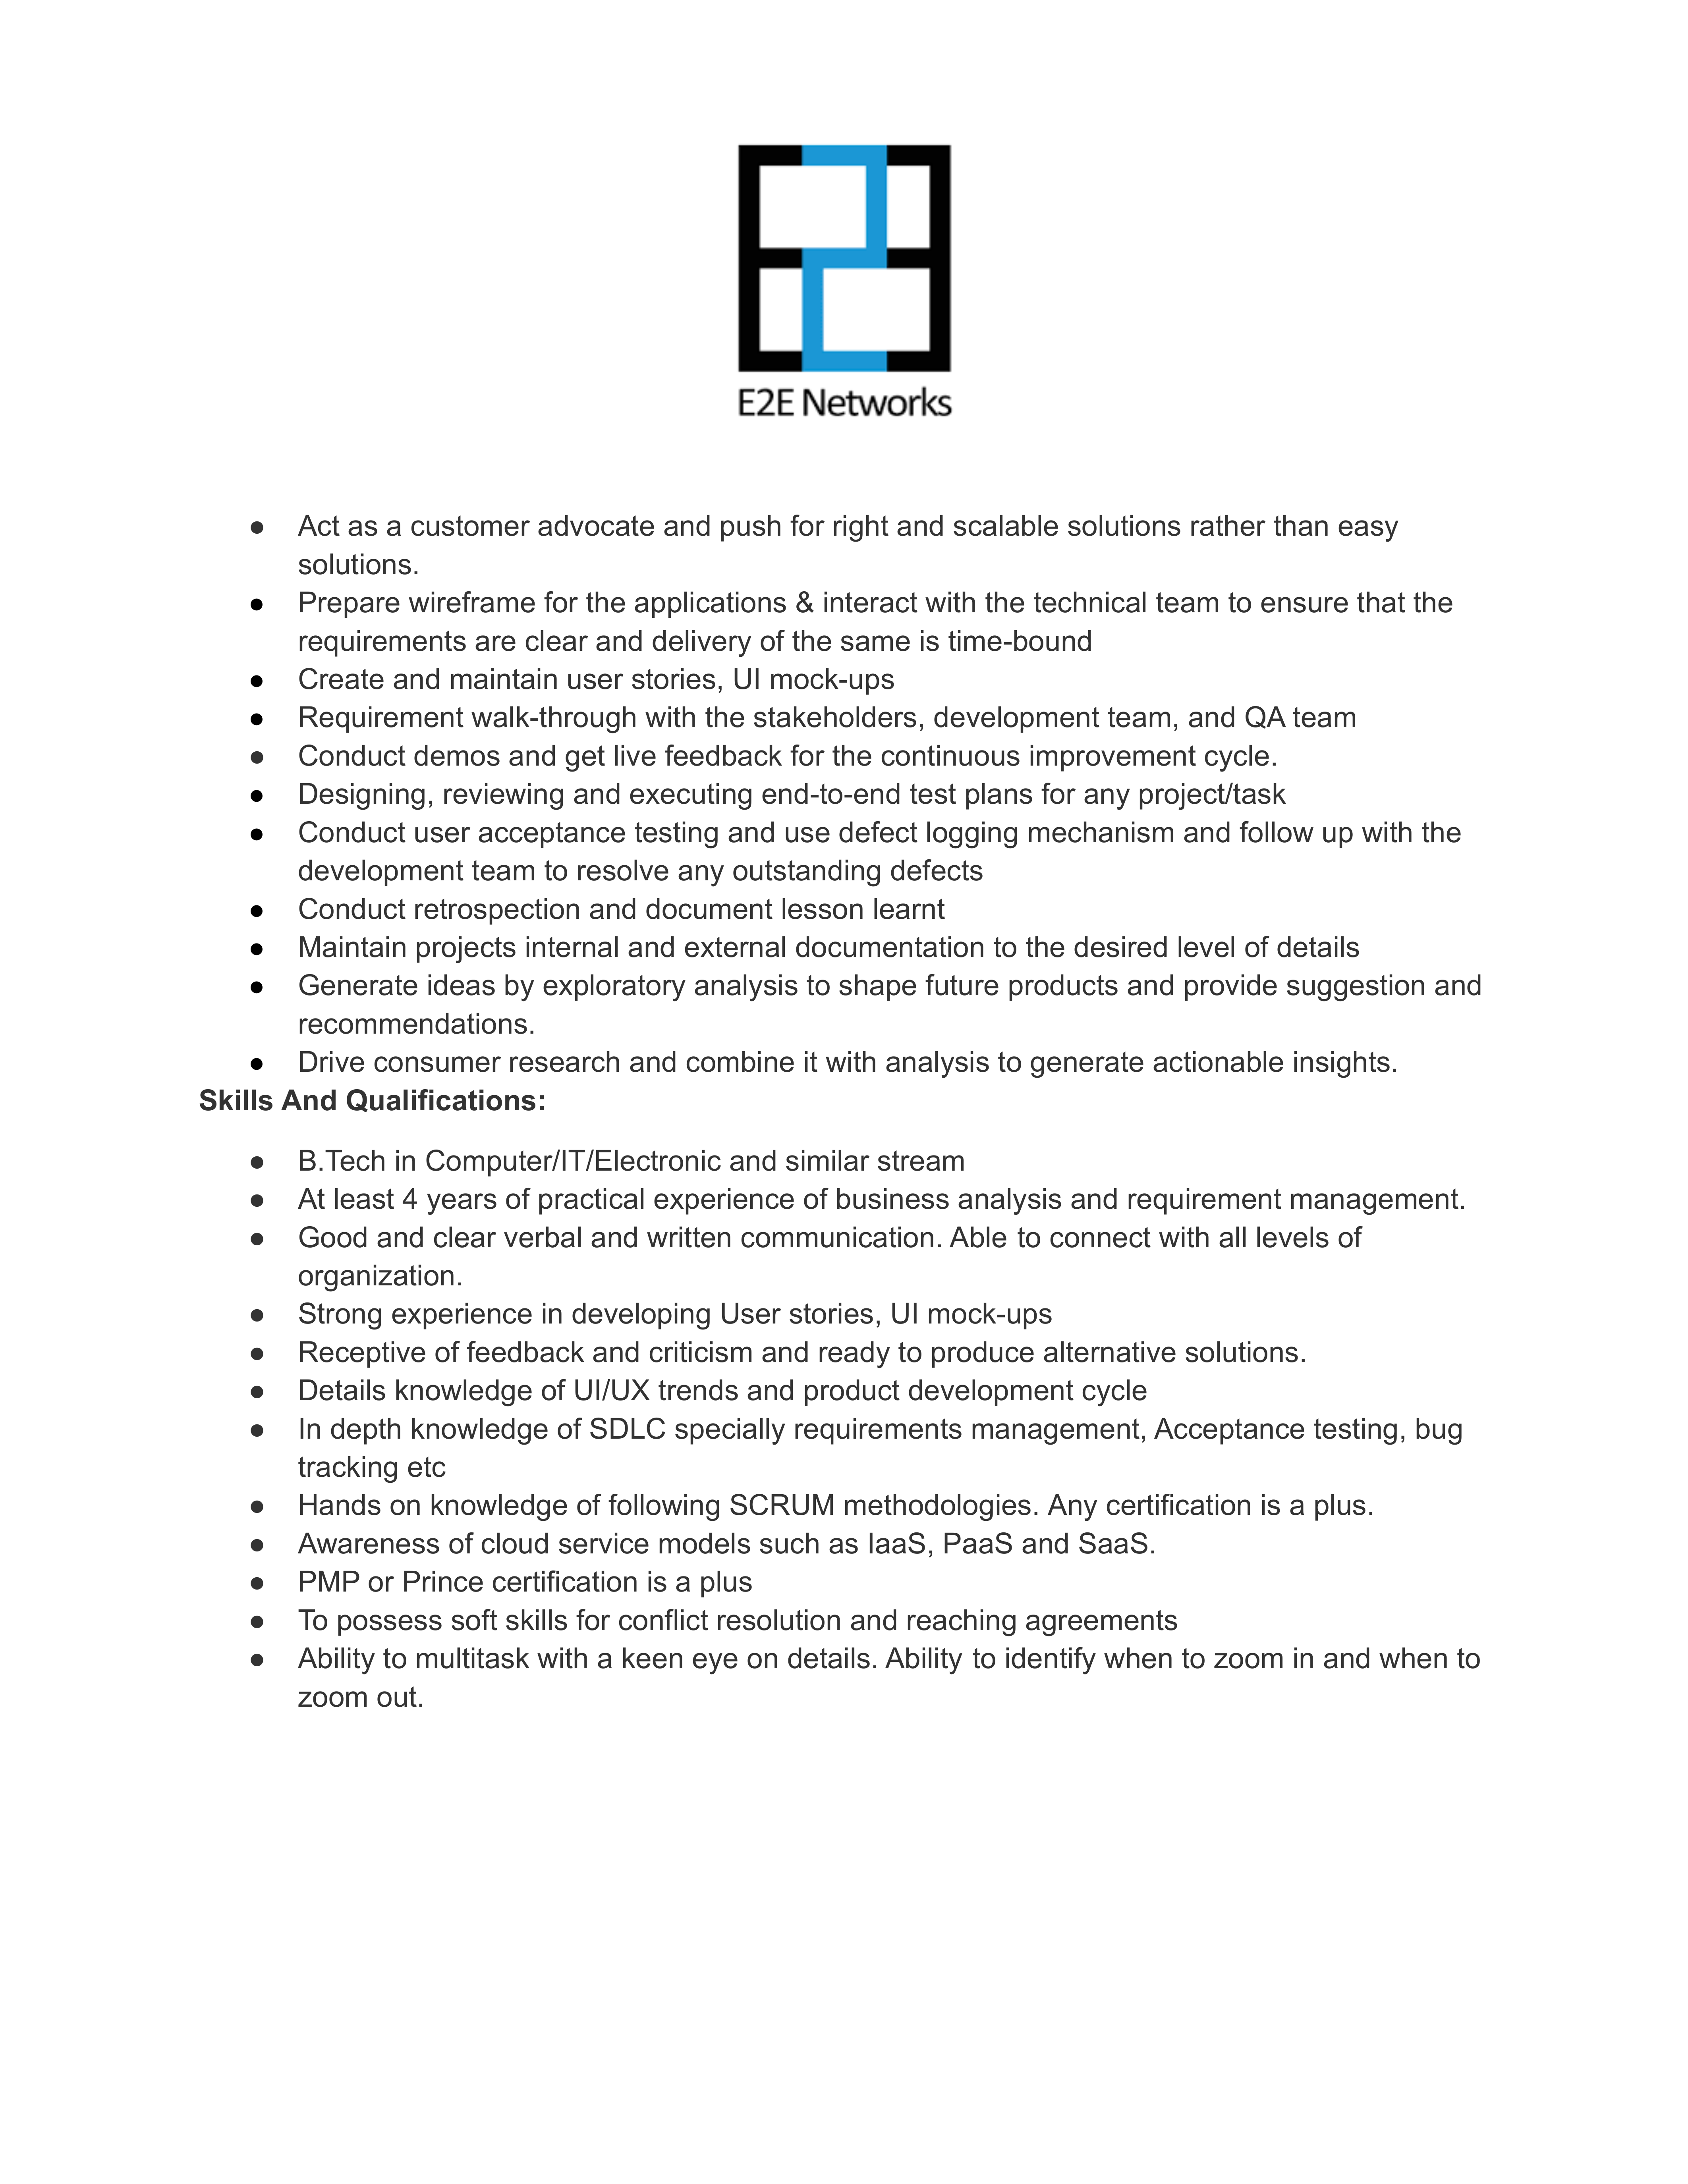 E2E Networks
● Act as a customer advocate and push for right and scalable solutions rather than easy
solutions.
● Prepare wireframe for the applications & interact with the technical team to ensure that the
requirements are clear and delivery of the same is time-bound
● Create and maintain user stories, UI mock-ups
● Requirement walk-through with the stakeholders, development team, and QA team
● Conduct demos and get live feedback for the continuous improvement cycle.
● Designing, reviewing and executing end-to-end test plans for any project/task
● Conduct user acceptance testing and use defect logging mechanism and follow up with the
development team to resolve any outstanding defects
● Conduct retrospection and document lesson learnt
● Maintain projects internal and external documentation to the desired level of details
● Generate ideas by exploratory analysis to shape future products and provide suggestion and
recommendations.
● Drive consumer research and combine it with analysis to generate actionable insights.
Skills And Qualifications:
● B.Tech in Computer/IT/Electronic and similar stream
● At least 4 years of practical experience of business analysis and requirement management.
● Good and clear verbal and written communication. Able to connect with all levels of
organization.
● Strong experience in developing User stories, UI mock-ups
● Receptive of feedback and criticism and ready to produce alternative solutions.
● Details knowledge of UI/UX trends and product development cycle
● In depth knowledge of SDLC specially requirements management, Acceptance testing, bug
tracking etc
● Hands on knowledge of following SCRUM methodologies. Any certification is a plus.
● Awareness of cloud service models such as IaaS, PaaS and SaaS.
● PMP or Prince certification is a plus
● To possess soft skills for conflict resolution and reaching agreements
● Ability to multitask with a keen eye on details. Ability to identify when to zoom in and when to
zoom out.